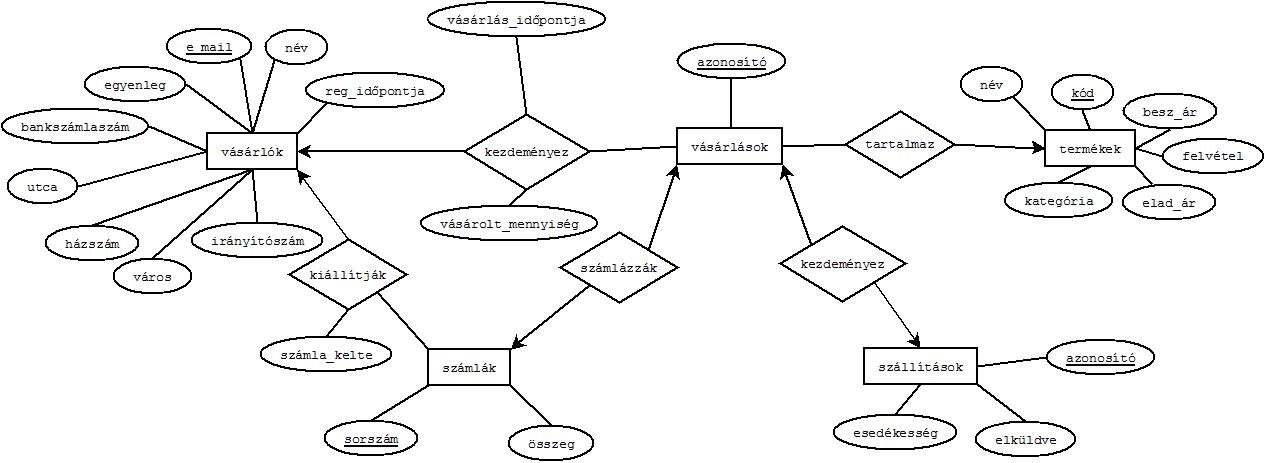 vásárlás_időpontja
e_mail
név
azonosító
egyenleg
reg_időpontja
név
kód
besz_ár
bankszámlaszám
vásárlók
kezdeményez
vásárlások
tartalmaz
termékek
felvétel
utca
kategória
elad_ár
vásárolt_mennyiség
házszám
irányítószám
város
kiállítják
számlázzák
kezdeményez
számla_kelte
számlák
szállítások
azonosító
sorszám
összeg
esedékesség
elküldve